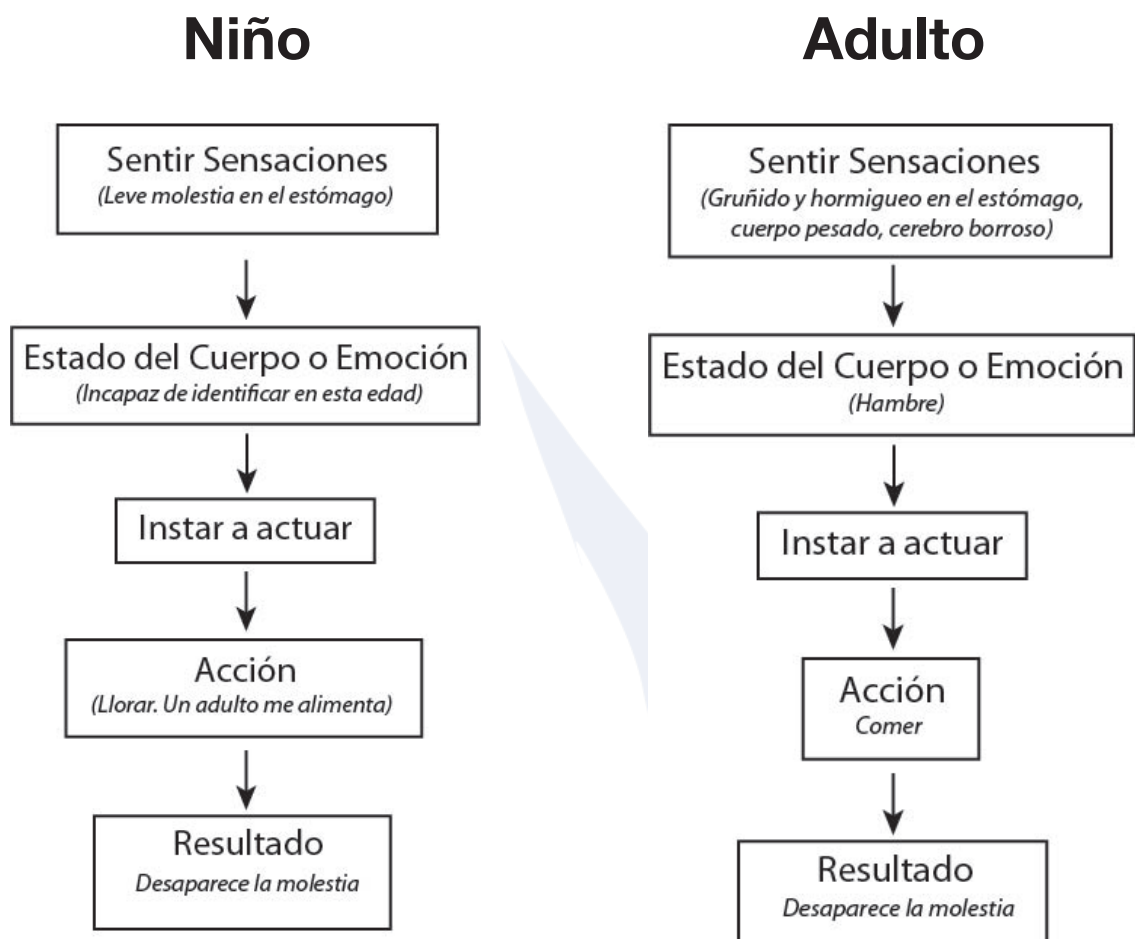 Niño
Sentir Sensaciones
(Leve molestia en el estómago)
Estado del Cuerpo o Emoción
(Incapaz de identificar en esta edad)
Instar a actuar
Acción
(Llorar. Un adulto me alimenta)
Resultado
Desaparece la molestia
Adulto
Sentir Sensaciones
(Gruñido y hormigueo en el estómago,
cuerpo pesado, cerebro borroso)
Estado del Cuerpo o Emoción
(Hambre)
Instar a actuar
Acción
Comer
Resultado
Desaparece la molestia